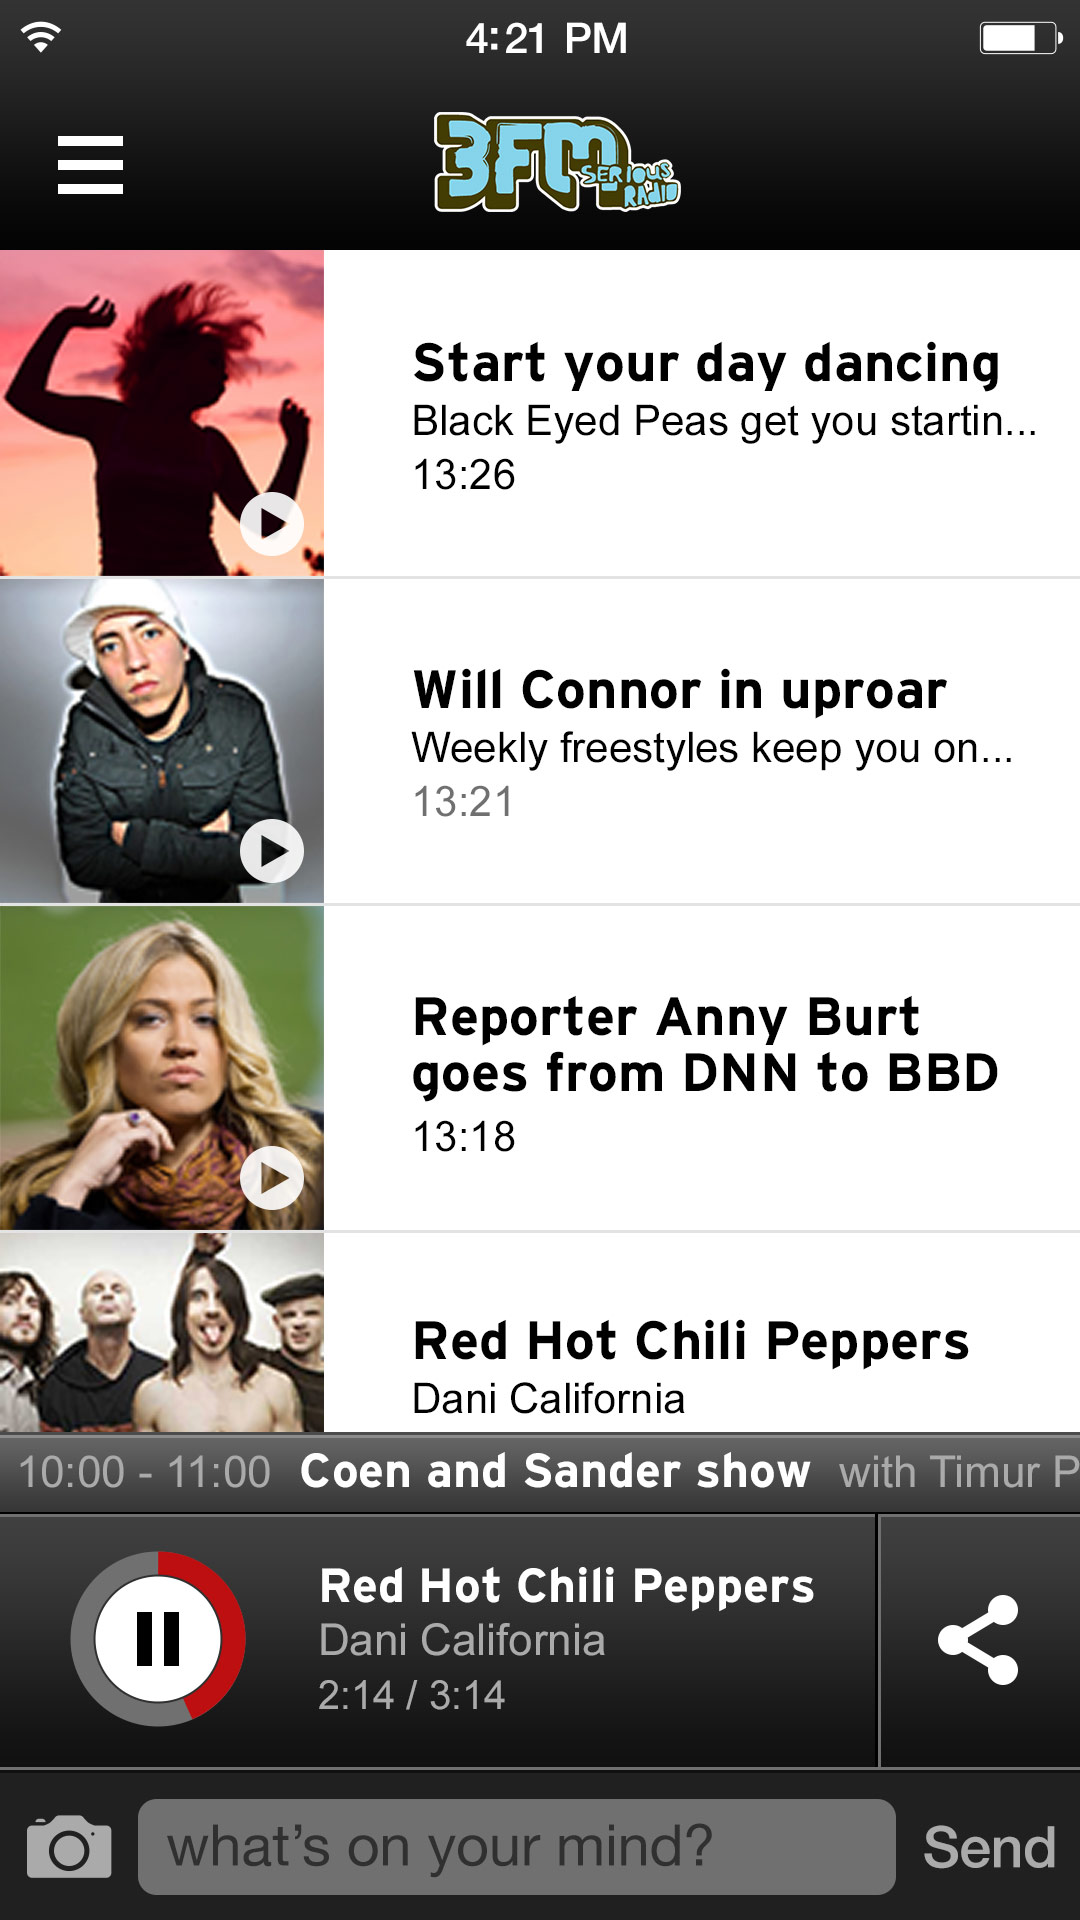 4:21 PM
3FM
SERIOUS
RADIO
Start your day dancing
Black Eyed Peas get you startin...
13:26
Will Connor in uproar
Weekly freestyles keep you on...
13:21
Reporter Anny Burt
goes from DNN to BBD
13:18
Red Hot Chili Peppers
Dani California
10:00 - 11:00 Coen and Sander show with Timur P
Red Hot Chili Peppers
Dani California
2:14 / 3:14
what's on your mind?
Send